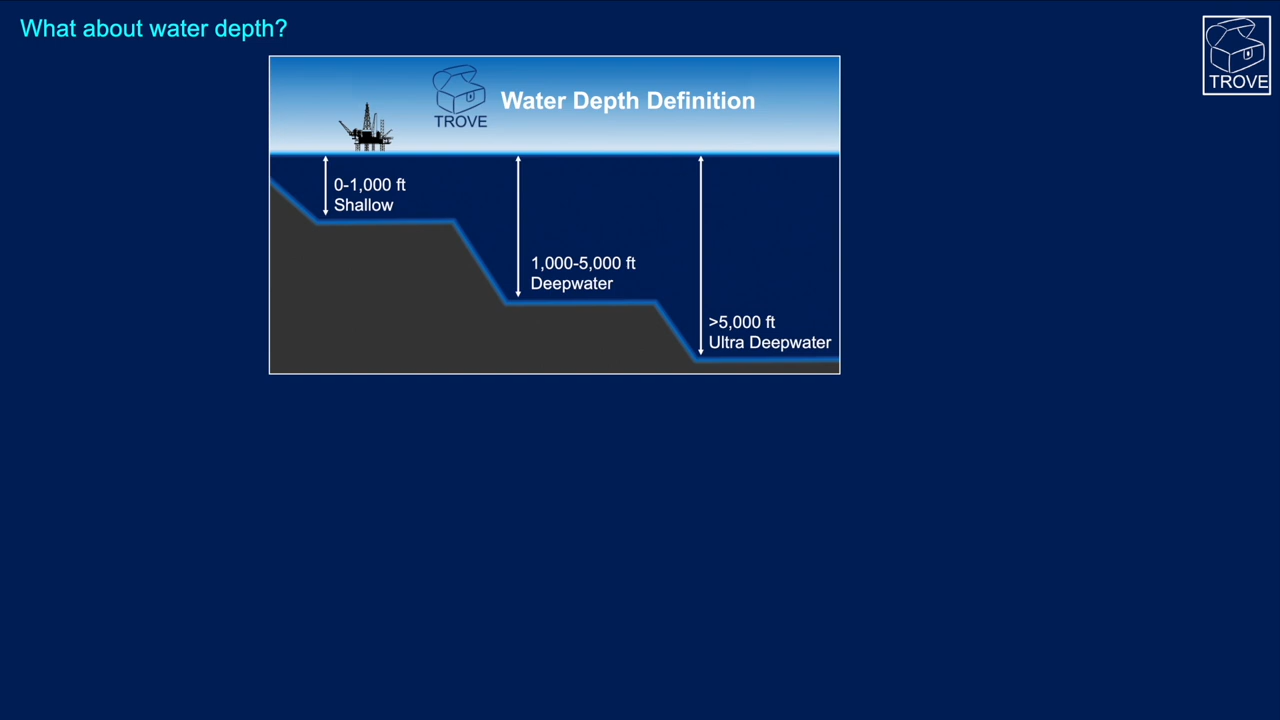 What about water depth?
TROVE
TROVE
Water Depth Definition
0-1,000 ft
Shallow
1,000-5,000 ft
Deepwater
>5,000 ft
Ultra Deepwater